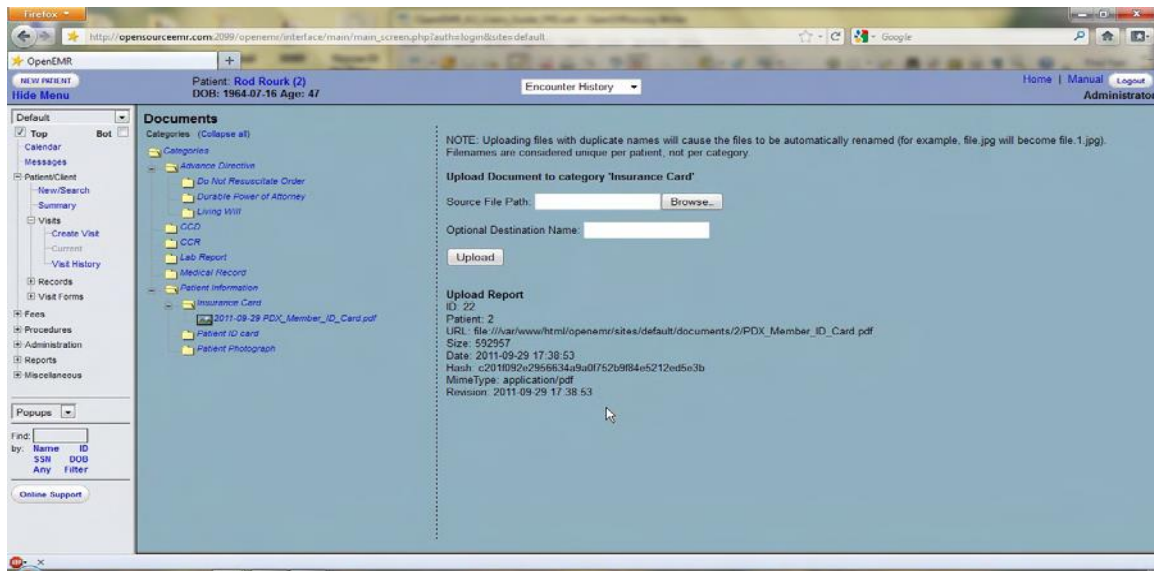 Firefox
http://opensourceemr.com:2099/openemr/interface/main/main_screen.php?auth=login&site=default
Google
OpenEMR
NEW PATIENT
Hide Menu
Patient: Rod Rourk (2)
DOB: 1964-07-16 Age: 47
Encounter History
Home | Manual Logout
Administrator
Default
Top Bot
Calendar
Messages
Patient/Client
New/Search
Summary
Visits
Create Visit
Current
Visit History
Records
Visit Forms
Fees
Procedures
Administration
Reports
Miscellaneous
Popups
Find:
by: Name ID
SSN DOB
Any Filter
Online Support
Documents
Categories (Collapse all)
Categories
Advance Directive
Do Not Resuscitate Order
Durable Power of Attorney
Living Will
CCD
CCR
Lab Report
Medical Record
Patient Information
Insurance Card
2011-09-29 PDX_Member_ID_Card.pdf
Patient ID card
Patient Photograph
NOTE: Uploading files with duplicate names will cause the files to be automatically renamed (for example, file.jpg will become file.1.jpg).
Filenames are considered unique per patient, not per category.
Upload Document to category 'Insurance Card'
Source File Path: Browse..
Optional Destination Name:
Upload
Upload Report
ID: 22
Patient: 2
URL: file:///var/www/html/openemr/sites/default/documents/2/PDX_Member_ID_Card.pdf
Size: 592957
Date: 2011-09-29 17:38:53
Hash: c201f092e2956634a9a0f752b9f84e5212ed5e3b
MimeType: application/pdf
Revision: 2011-09-29 17:38:53